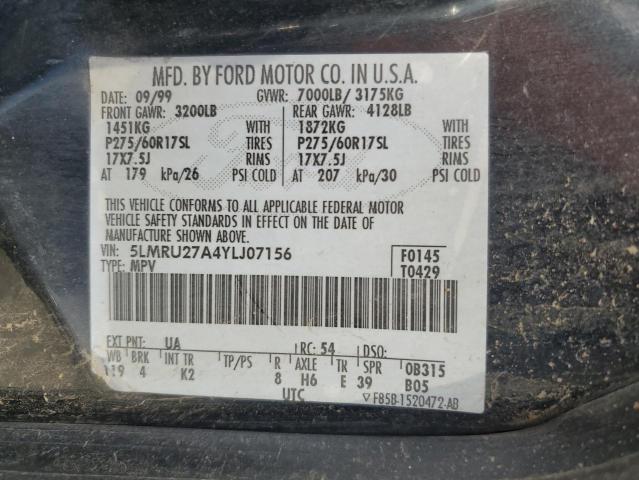 MFD. BY FORD MOTOR CO. IN U.S.A.
DATE: 09/99 GVWR: 7000LB/ 3175KG
FRONT GAWR: 3200LB REAR GAWR: 4128LB
1451KG WITH 1872KG WITH
P275/60R17SL TIRES P275/60R17SL TIRES
17X7.5J RIMS 17X7.5J RIMS
AT 179 kPa/26 PSI COLD AT 207 kPa/30 PSI COLD
THIS VEHICLE CONFORMS TO ALL APPLICABLE FEDERAL MOTOR
VEHICLE SAFETY STANDARDS IN EFFECT ON THE DATE OF
MANUFACTURE SHOWN ABOVE.
VIN: 5LMRU27A4YLJ07156 F0145
TYPE: MPV T0429
EXT PNT: UA RC: 54 DSO:
WB BRK INT TR TP/PS R AXLE TR SPR 0B315
119 4 K2 8 H6 E 39 B05
UTC ▽ F85B-1520472-AB